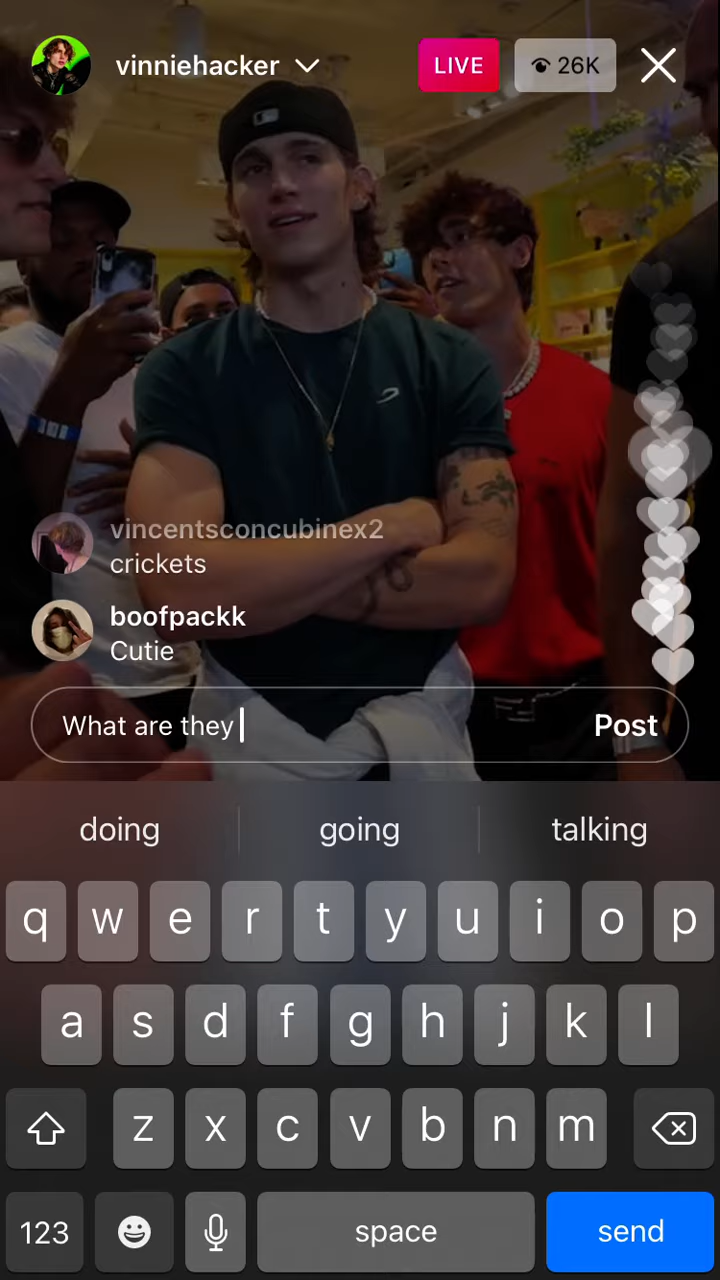 vinniehacker
LIVE
26K
vincentsconcubinex2
crickets
boofpackk
Cutie
What are they
Post
doing
going
talking
q w e r t y u i o p
a s d f g h j k l
z x c v b n m
123
space
send